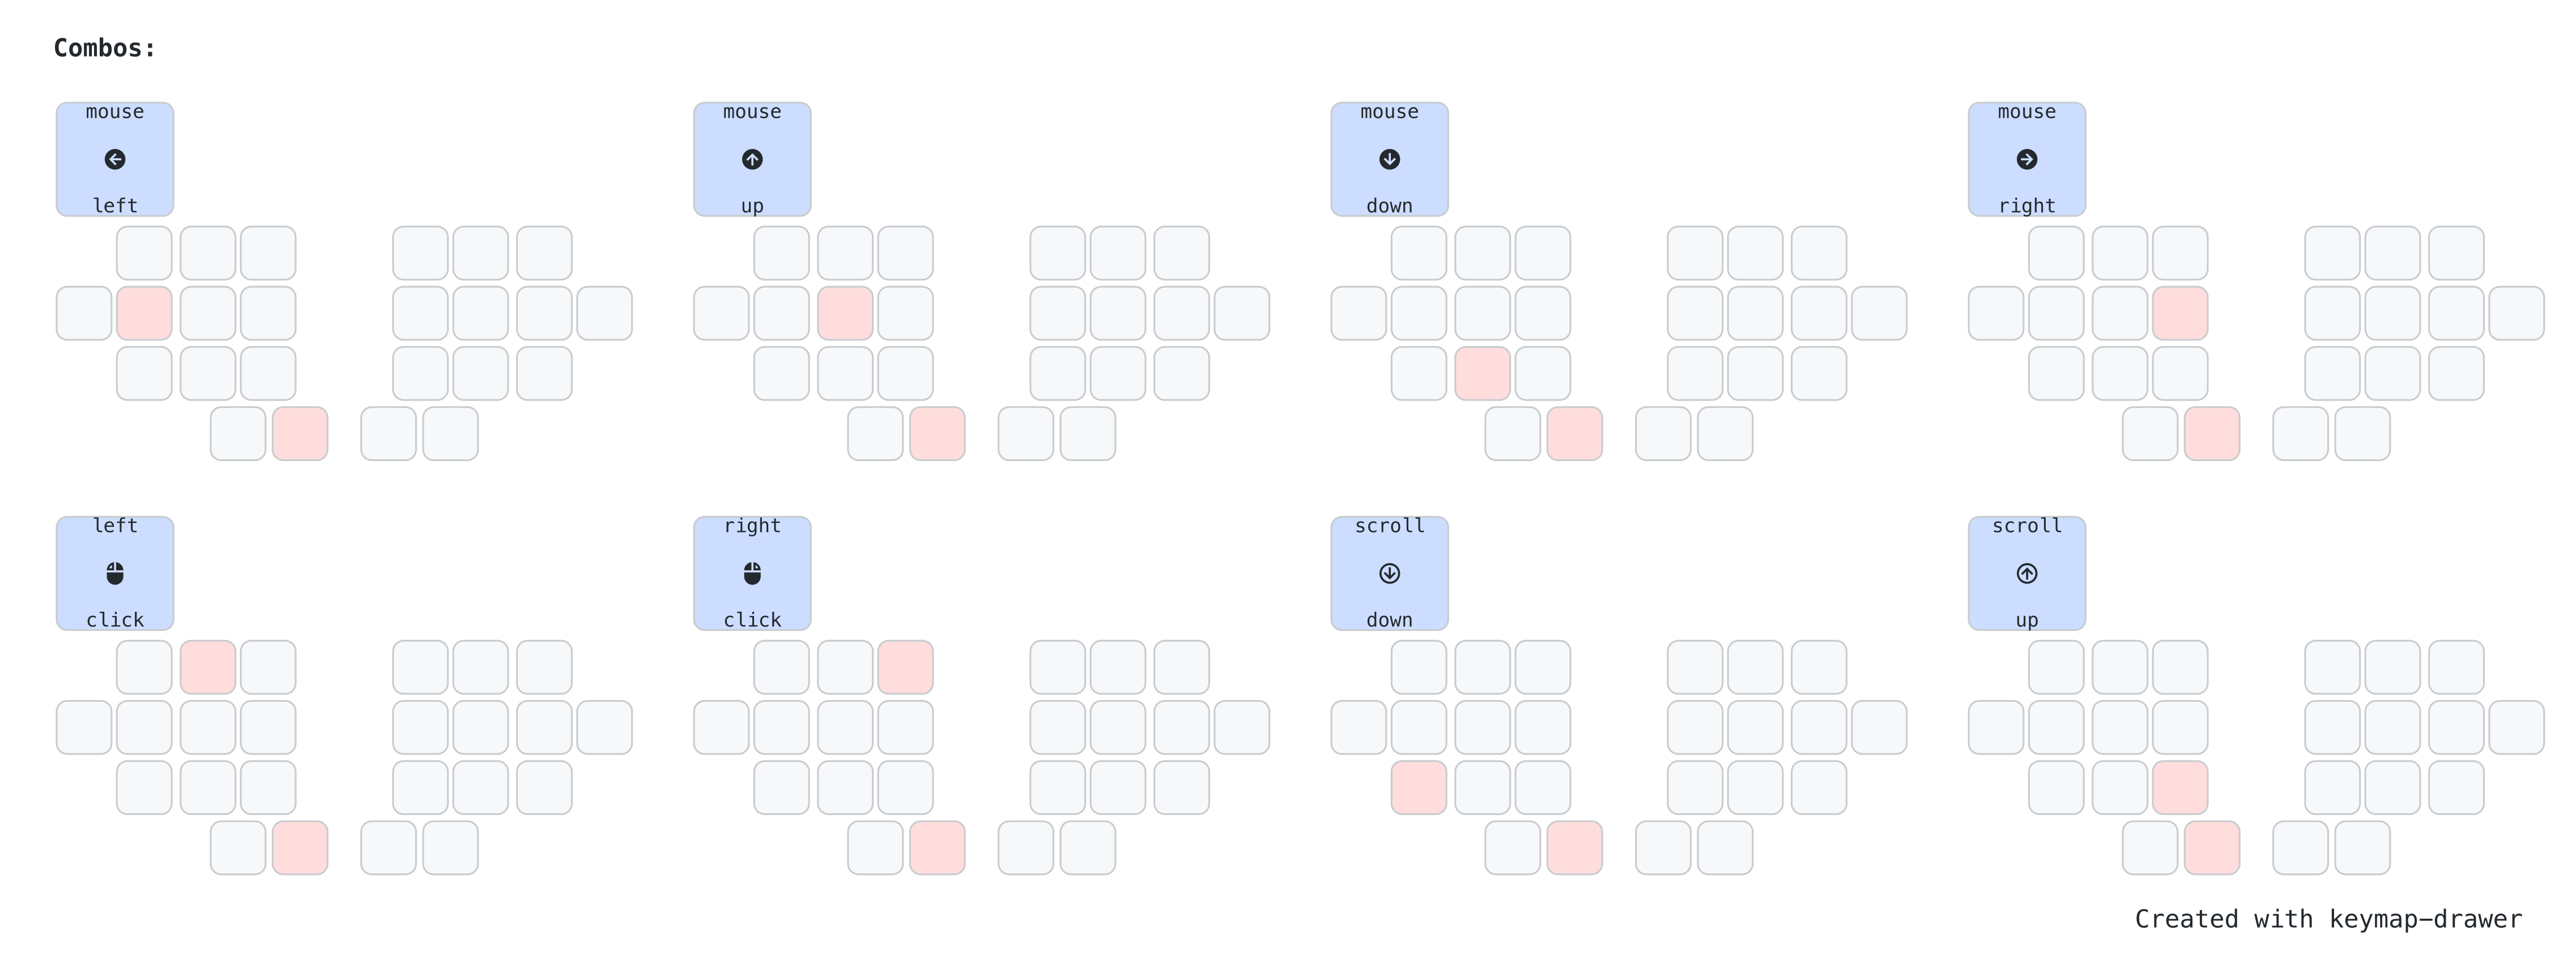 Combos:
mouse
left
mouse
up
mouse
down
mouse
right
left
click
right
click
scroll
down
scroll
up
Created with keymap-drawer